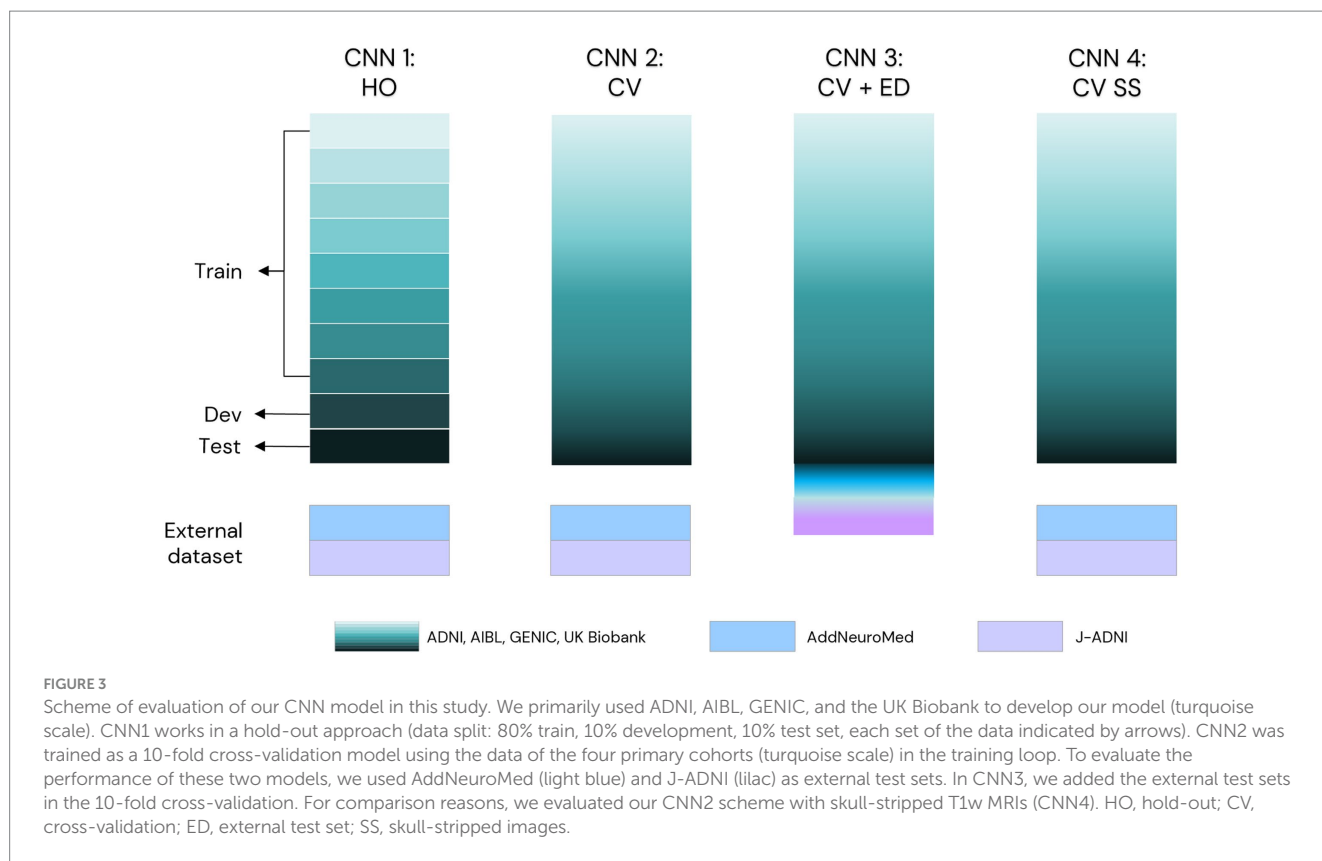 CNN 1:
HO
CNN 2:
CV
CNN 3:
CV + ED
CNN 4:
CV SS
Train
Dev
Test
External
dataset
ADNI, AIBL, GENIC, UK Biobank
AddNeuroMed
J-ADNI
FIGURE 3
Scheme of evaluation of our CNN model in this study. We primarily used ADNI, AIBL, GENIC, and the UK Biobank to develop our model (turquoise
scale). CNN1 works in a hold-out approach (data split: 80% train, 10% development, 10% test set, each set of the data indicated by arrows). CNN2 was
trained as a 10-fold cross-validation model using the data of the four primary cohorts (turquoise scale) in the training loop. To evaluate the
performance of these two models, we used AddNeuroMed (light blue) and J-ADNI (lilac) as external test sets. In CNN3, we added the external test sets
in the 10-fold cross-validation. For comparison reasons, we evaluated our CNN2 scheme with skull-stripped T1w MRIs (CNN4). HO, hold-out; CV,
cross-validation; ED, external test set; SS, skull-stripped images.